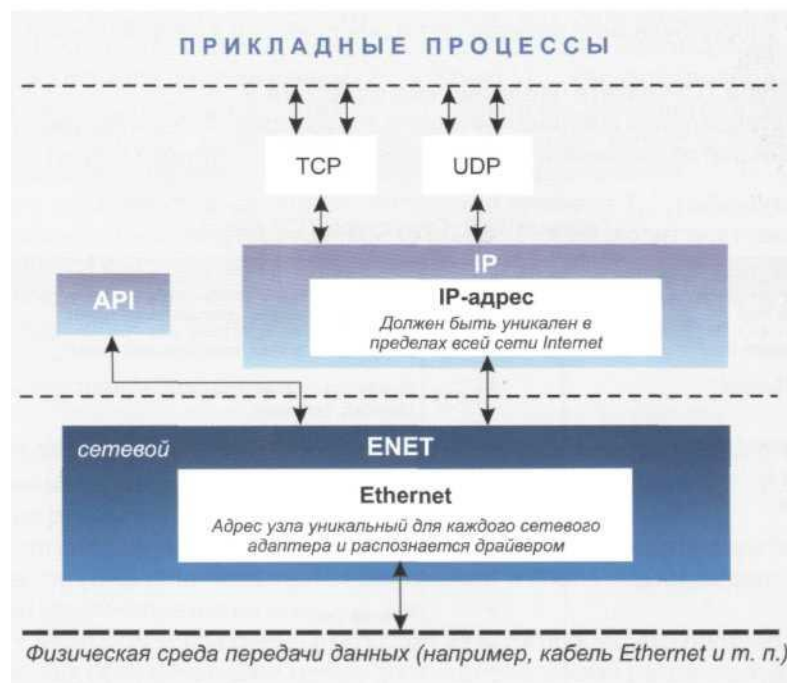 ПРИКЛАДНЫЕ ПРОЦЕССЫ
TCP
UDP
IP
API
IP-адрес
Должен быть уникален в
пределах всей сети Internet
сетевой
ENET
Ethernet
Адрес узла уникальный для каждого сетевого
адаптера и распознается драйвером
Физическая среда передачи данных (например, кабель Ethernet и т. п.)